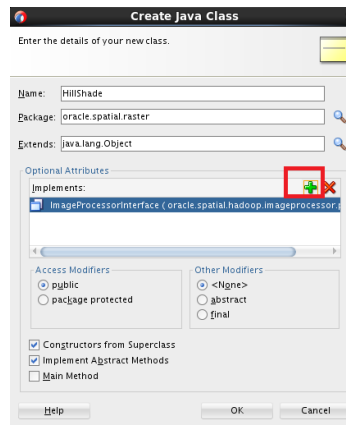 Create Java Class
Enter the details of your new class.
Name: HillShade
Package: oracle.spatial.raster
Extends: java.lang.Object
Optional Attributes
Implements:
ImageProcessorInterface ( oracle.spatial.hadoop.imageprocessor.p
Access Modifiers
public
package protected
Other Modifiers
<None>
abstract
final
Constructors from Superclass
Implement Abstract Methods
Main Method
Help OK Cancel